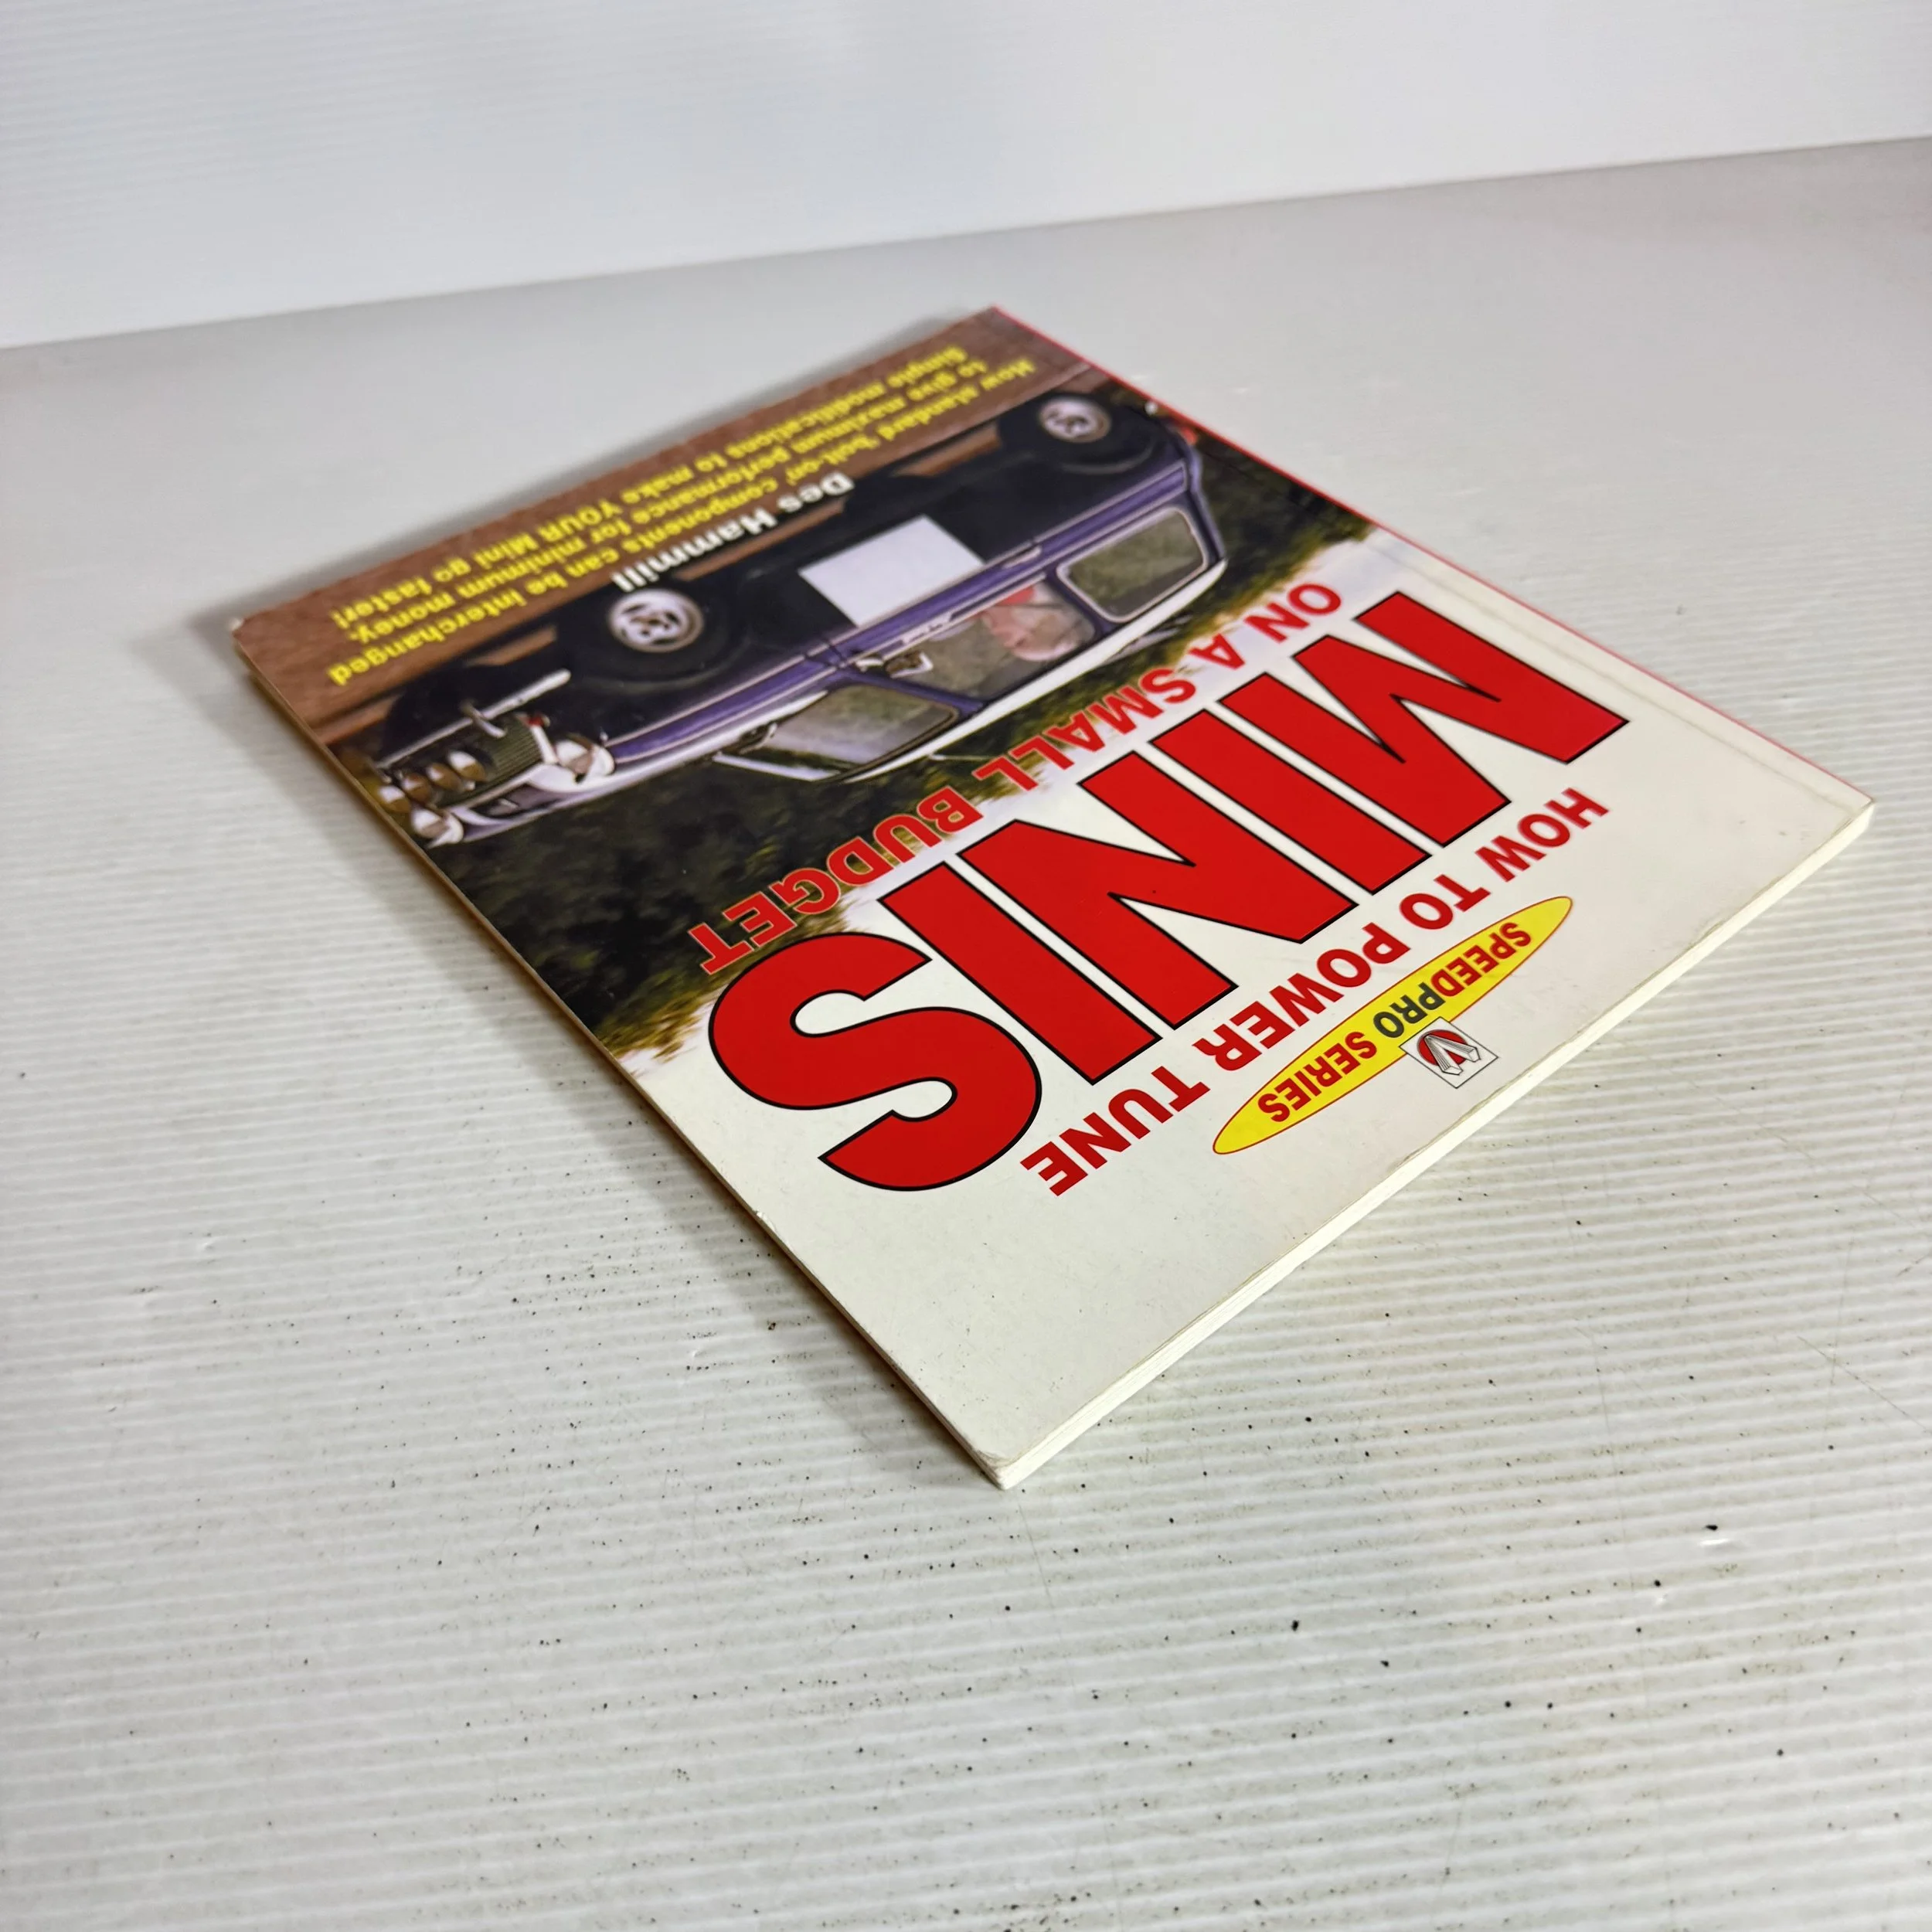 SPEEDPRO SERIES
HOW TO POWER TUNE
MINIS
ON A SMALL BUDGET
Des Hammill
How standard 'bolt-on' components can be interchanged
to give maximum performance for minimum money.
Simple modifications to make YOUR Mini go faster!